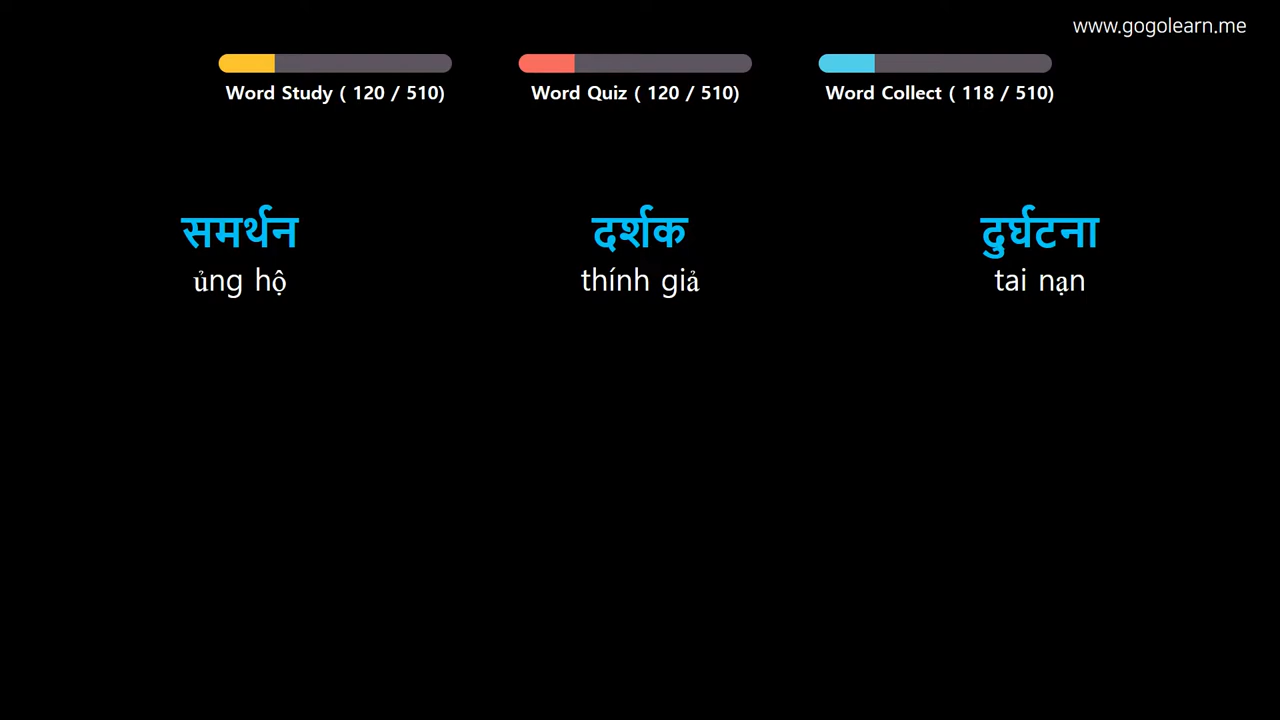 www.gogolearn.me
Word Study ( 120 / 510)
Word Quiz ( 120 / 510)
Word Collect ( 118 / 510)
समर्थन
ủng hộ
दर्शक
thính giả
दुर्घटना
tai nạn